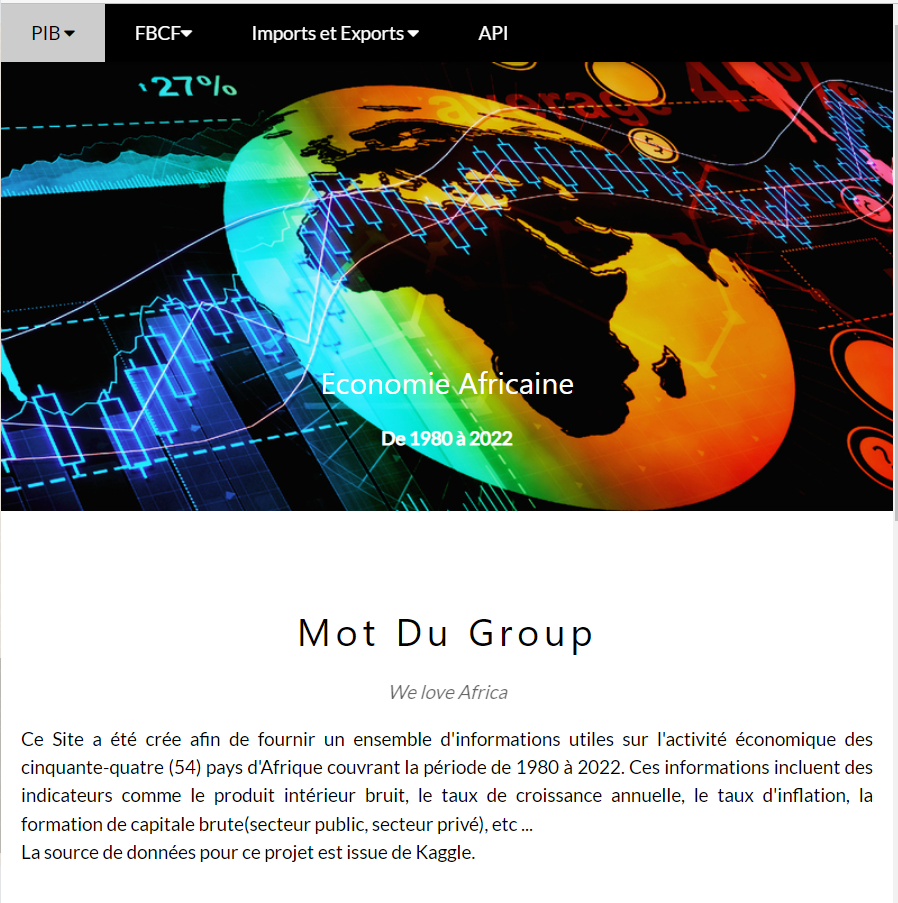 PIB FBCF Imports et Exports API
27%
average 4
Economie Africaine
De 1980 à 2022
Mot Du Group
We love Africa
Ce Site a été crée afin de fournir un ensemble d'informations utiles sur l'activité économique des
cinquante-quatre (54) pays d'Afrique couvrant la période de 1980 à 2022. Ces informations incluent des
indicateurs comme le produit intérieur bruit, le taux de croissance annuelle, le taux d'inflation, la
formation de capitale brute(secteur public, secteur privé), etc ...
La source de données pour ce projet est issue de Kaggle.